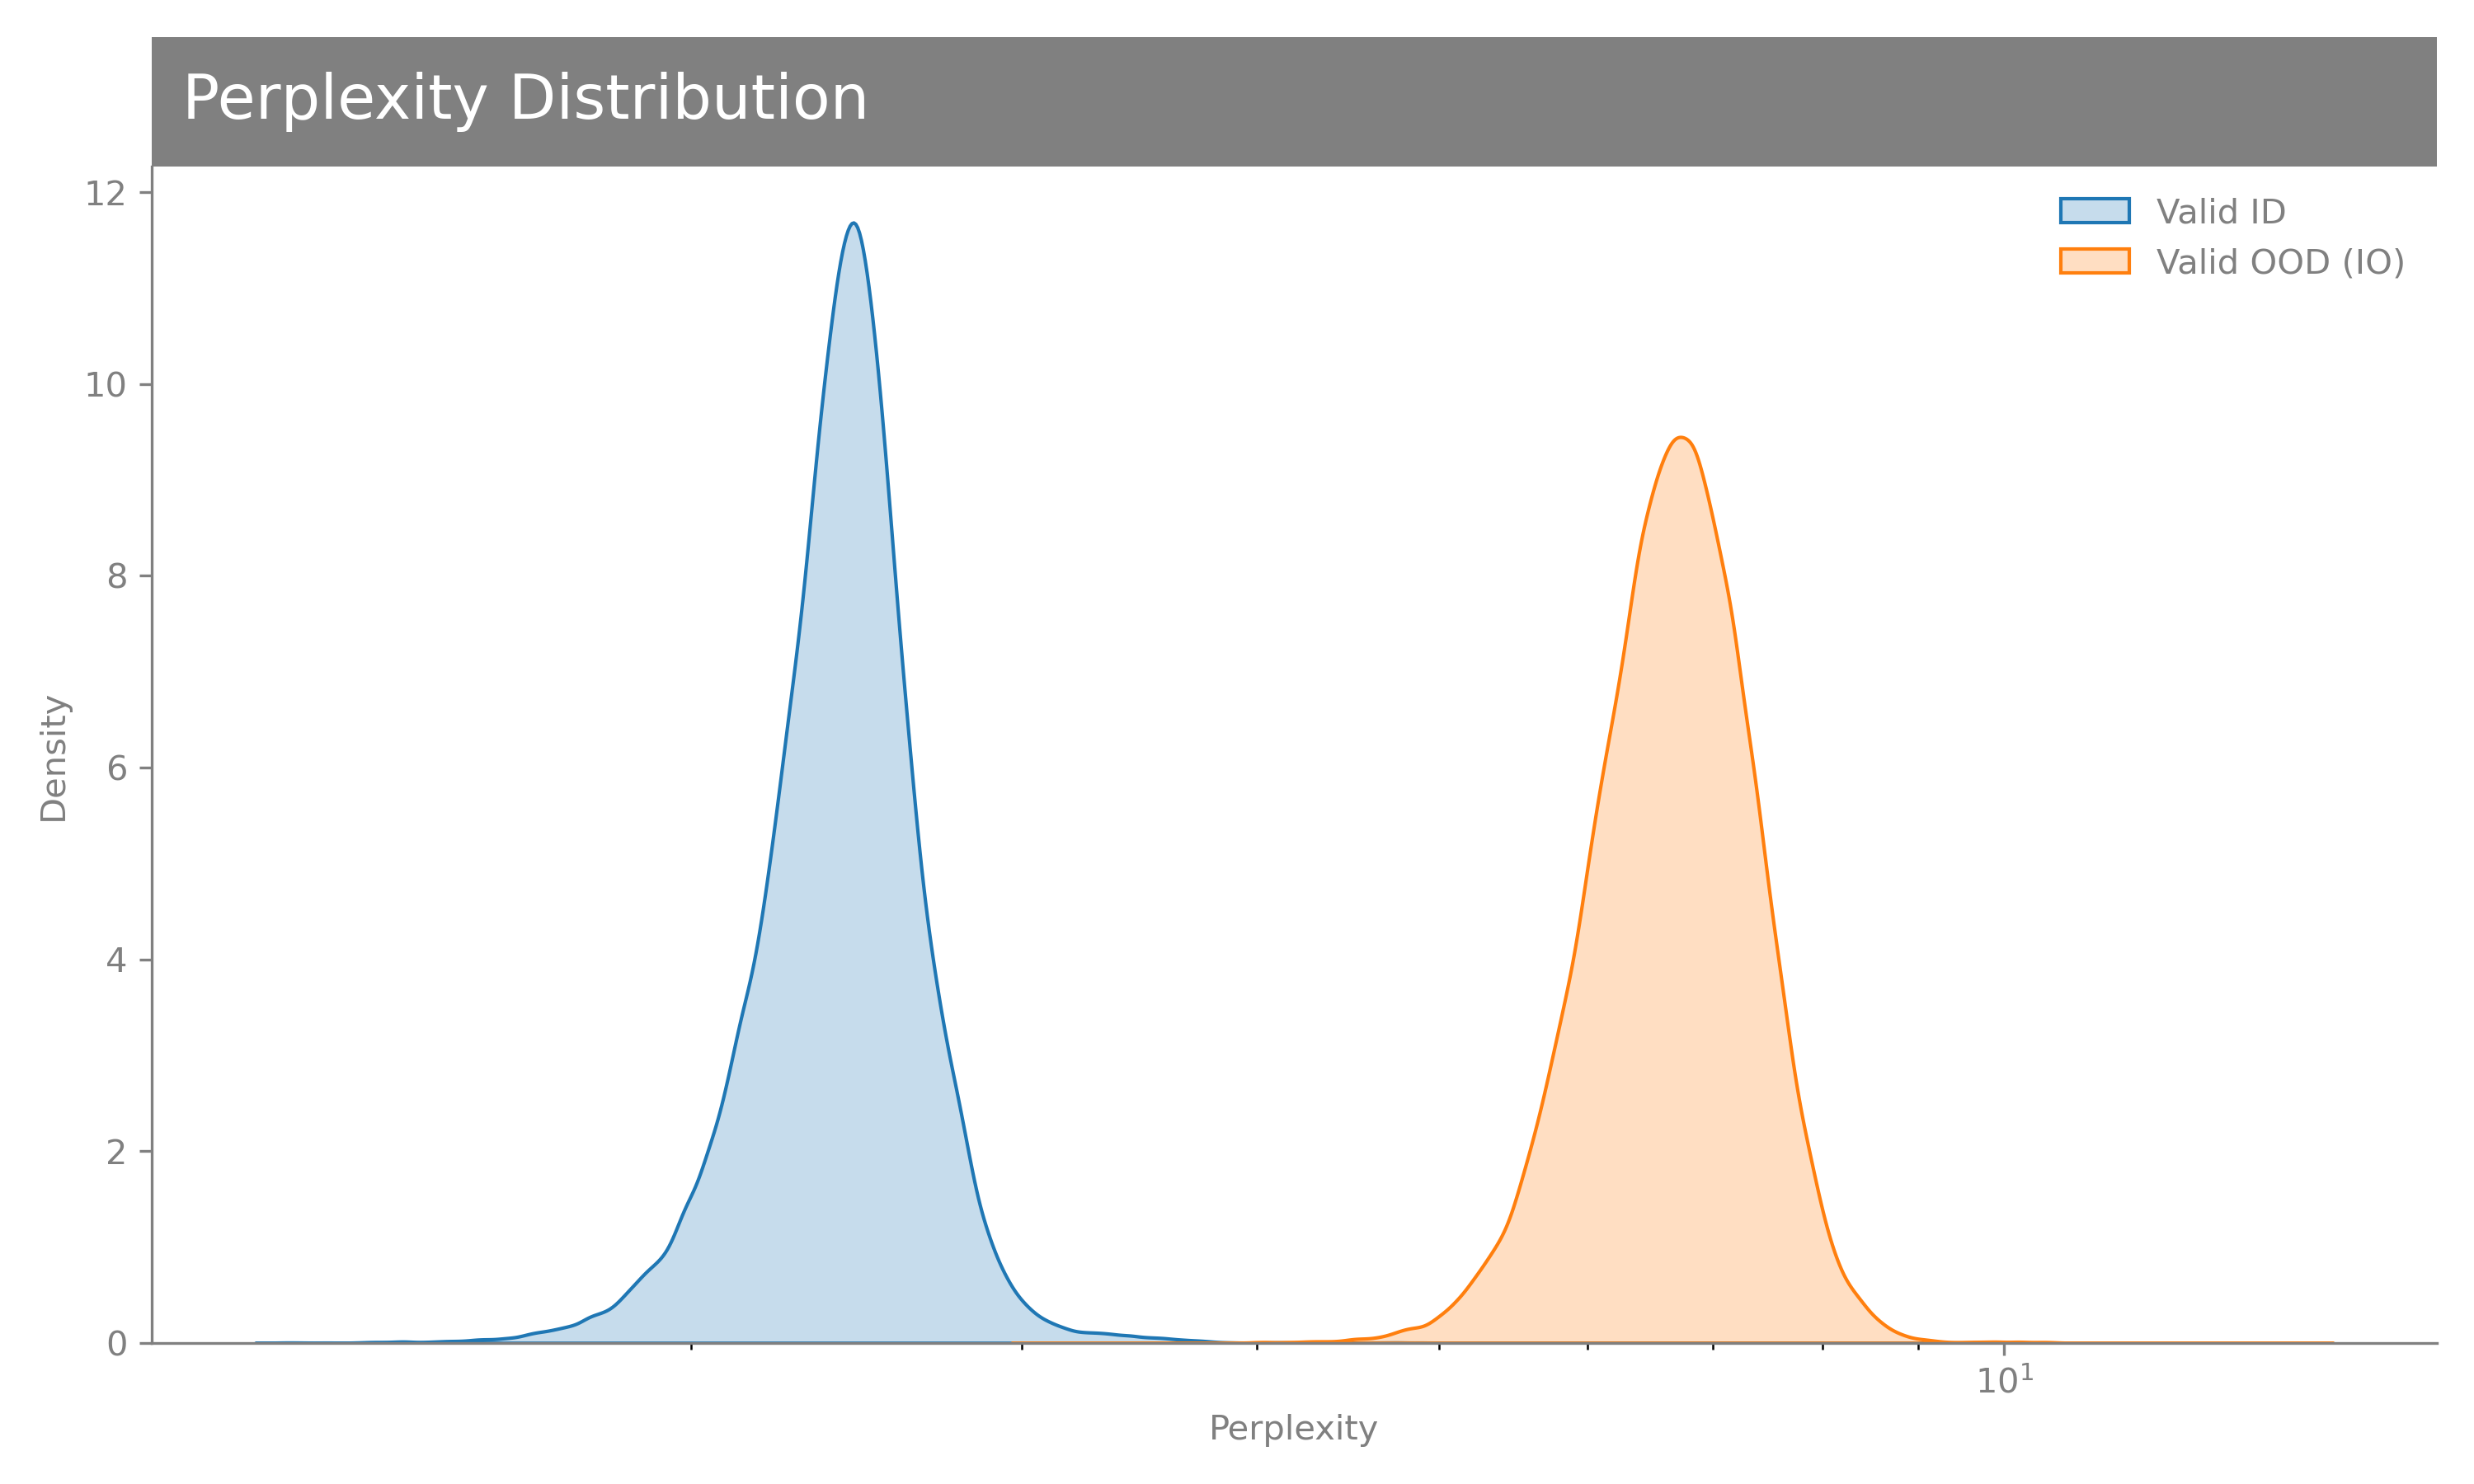 Perplexity Distribution
12
10
8
6
4
2
0
Density
Valid ID
Valid OOD (IO)
10¹
Perplexity